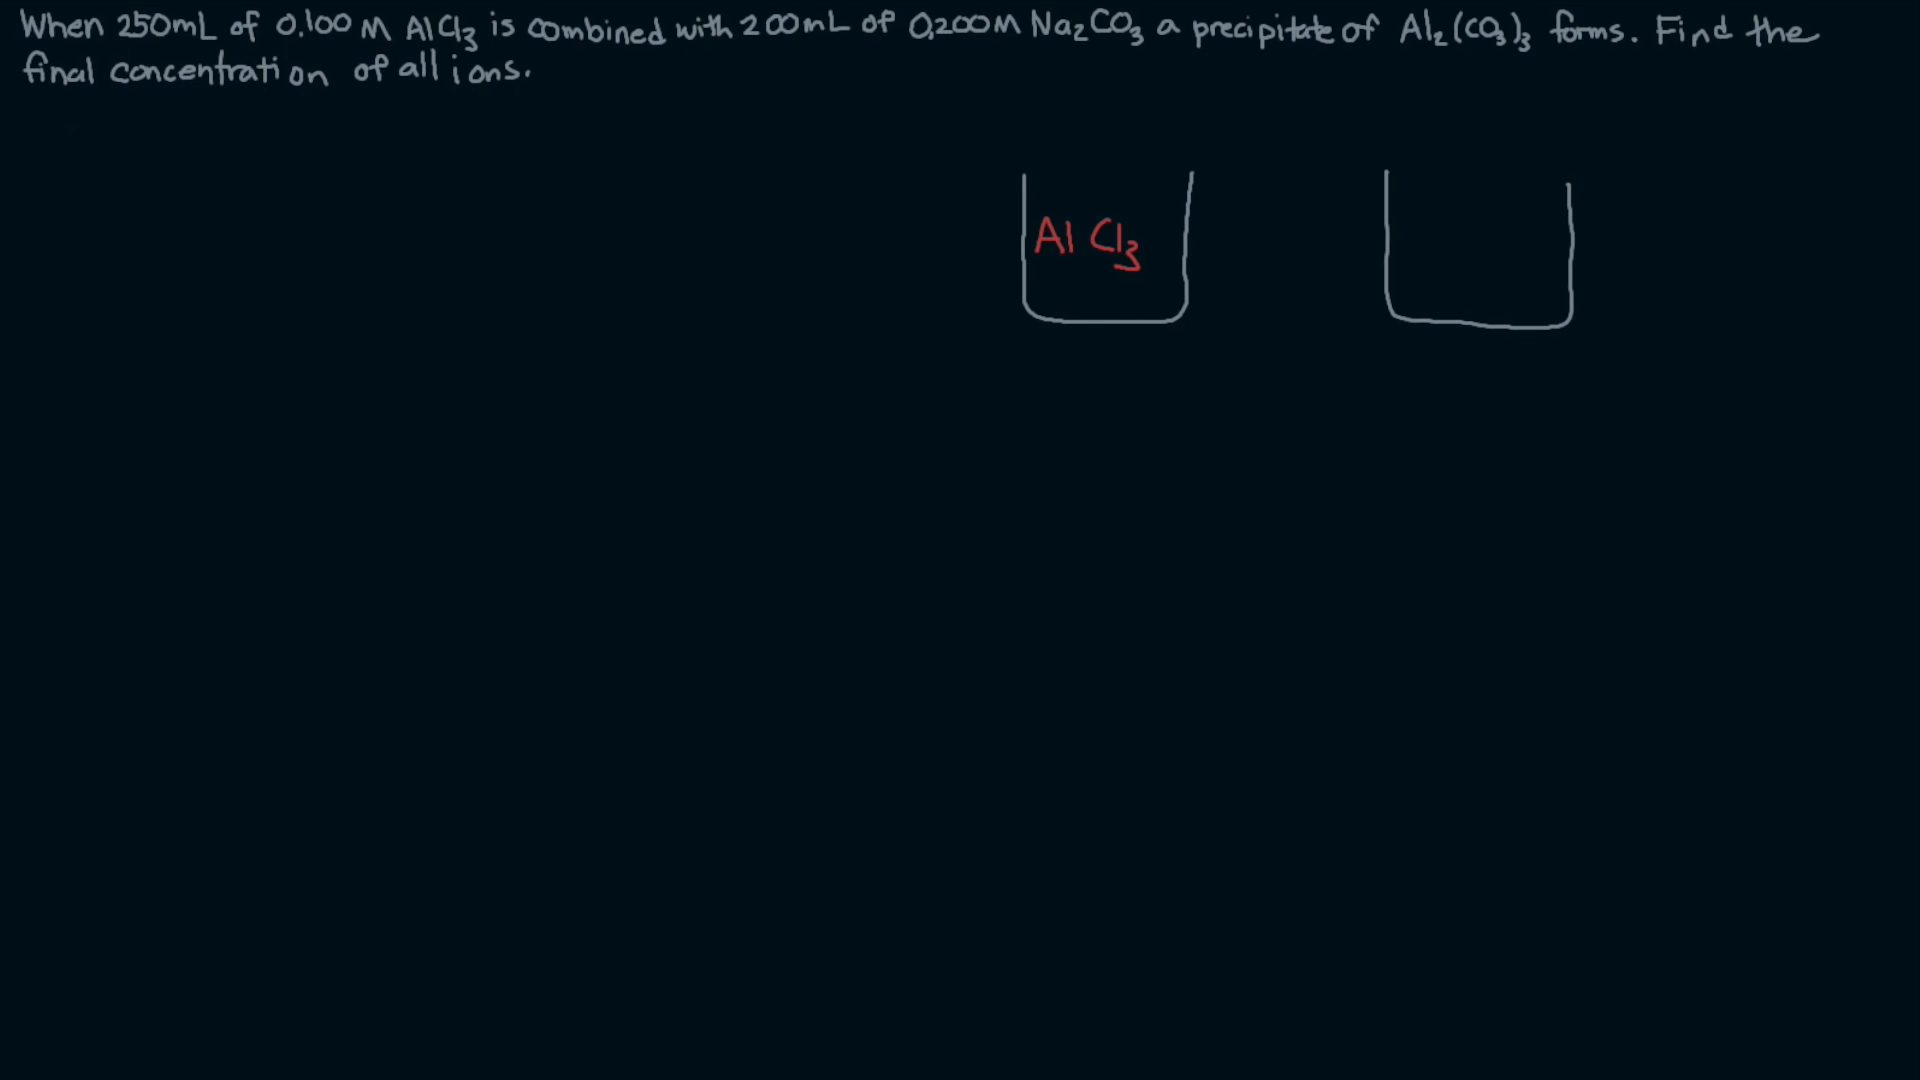 When 250mL of 0.100 M AlCl3 is combined with 200mL of 0.200M Na2CO3 a precipitate of Al2(CO3)3 forms. Find the
final concentration of all ions.
AlCl3